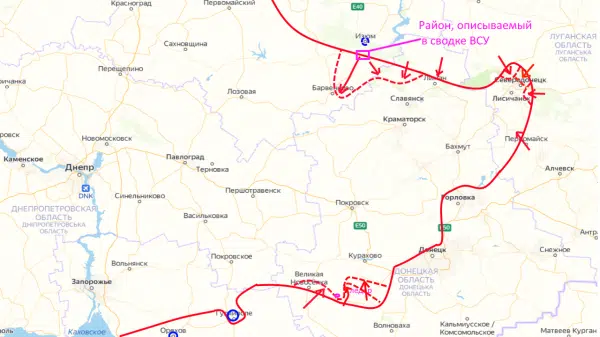 Красноград
Первомайский
E40
Район, описываемый
в сводке ВСУ
Изюм
ЛУГАНСКАЯ
ОБЛАСТЬ
ЛУГАНСЬКА
ОБЛАСТЬ
Сахновщина
Перещепино
Барвенково
Лиман
Северодонецк
Лисичанск
Лозовая
Славянск
Краматорск
Новомосковск
Бахмут
Первомайск
Каменское
Днепр
Павлоград
Терновка
Алчевск
DNK
Синельниково
Першотравенск
Покровск
E50
Горловка
E50
ДНЕПРОПЕТРОВСКАЯ
ОБЛАСТЬ
ДНІПРОПЕТРОВСЬКА
ОБЛАСТЬ
Васильковка
Донецк
Снежное
Вольнянск
Покровское
Курахово
Великая
Новосёлка
ДОНЕЦКАЯ
ОБЛАСТЬ
ДОНЕЦЬКА
ОБЛАСТЬ
Запорожье
Гуляйполе
Волноваха
Кальмиусское /
Комсомольское
Матвеев Курган
Каховское
Орехов